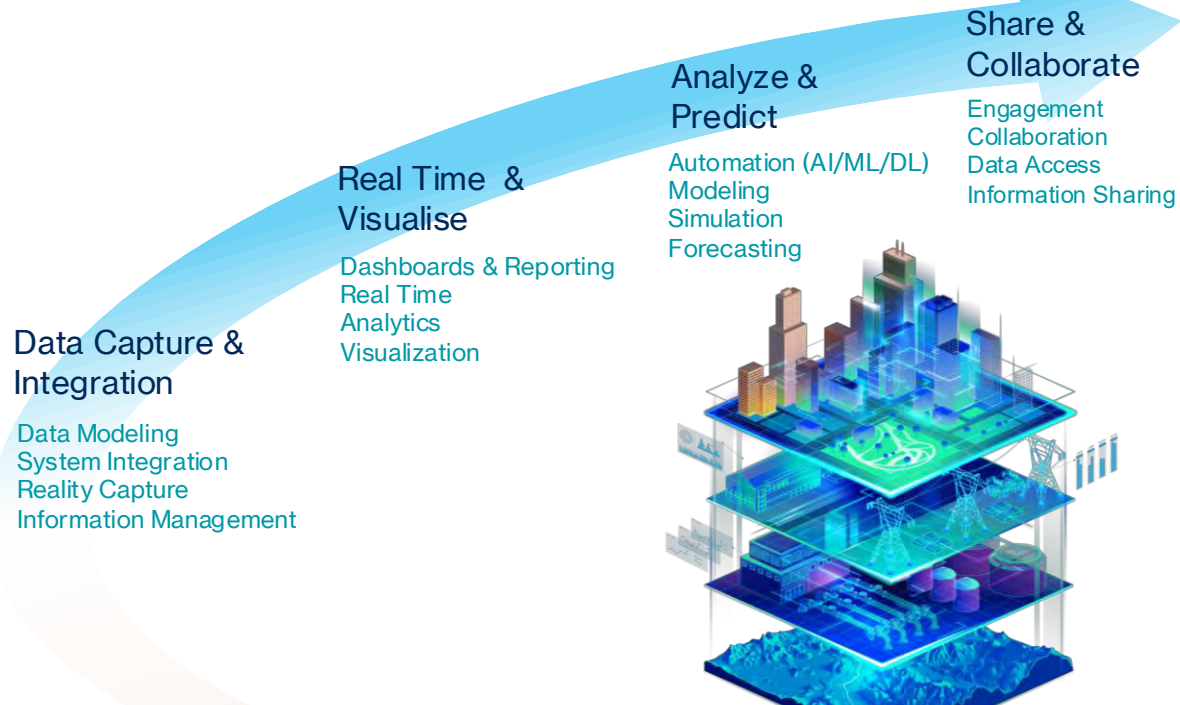 Data Capture &
Integration
Data Modeling
System Integration
Reality Capture
Information Management
Real Time &
Visualise
Dashboards & Reporting
Real Time
Analytics
Visualization
Analyze &
Predict
Automation (AI/ML/DL)
Modeling
Simulation
Forecasting
Share &
Collaborate
Engagement
Collaboration
Data Access
Information Sharing